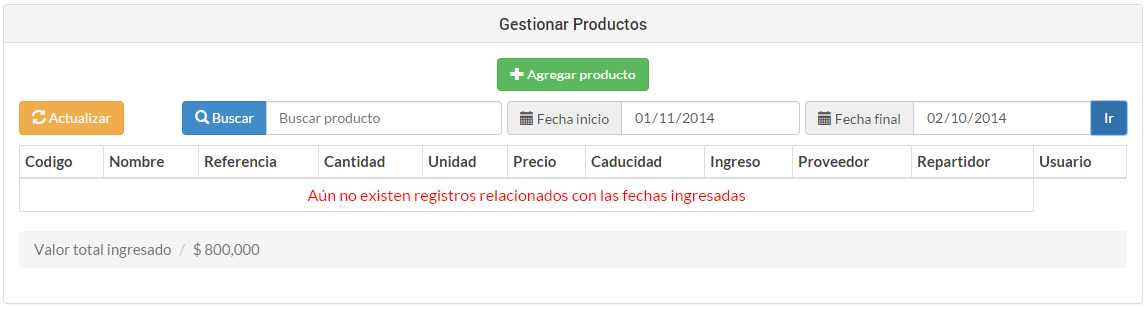 Gestionar Productos
Agregar producto
Actualizar Buscar Buscar producto Fecha inicio 01/11/2014 Fecha final 02/10/2014 Ir
Codigo Nombre Referencia Cantidad Unidad Precio Caducidad Ingreso Proveedor Repartidor Usuario
Aún no existen registros relacionados con las fechas ingresadas
Valor total ingresado / $ 800,000